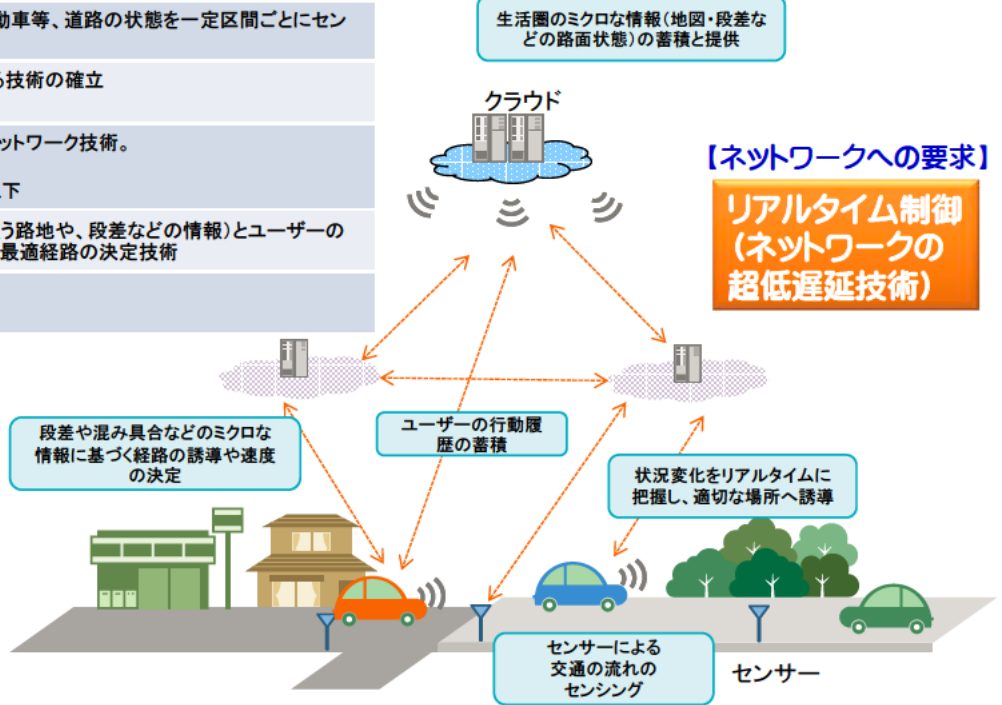 動車等、道路の状態を一定区間ごとにセン
る技術の確立
ットワーク技術。
下
う路地や、段差などの情報）とユーザーの
最適経路の決定技術
生活圏のミクロな情報（地図・段差な
どの路面状態）の蓄積と提供
クラウド
【ネットワークへの要求】
リアルタイム制御
（ネットワークの
超低遅延技術）
ユーザーの行動履
歴の蓄積
段差や混み具合などのミクロな
情報に基づく経路の誘導や速度
の決定
状況変化をリアルタイムに
把握し、適切な場所へ誘導
センサーによる
交通の流れの
センシング
センサー